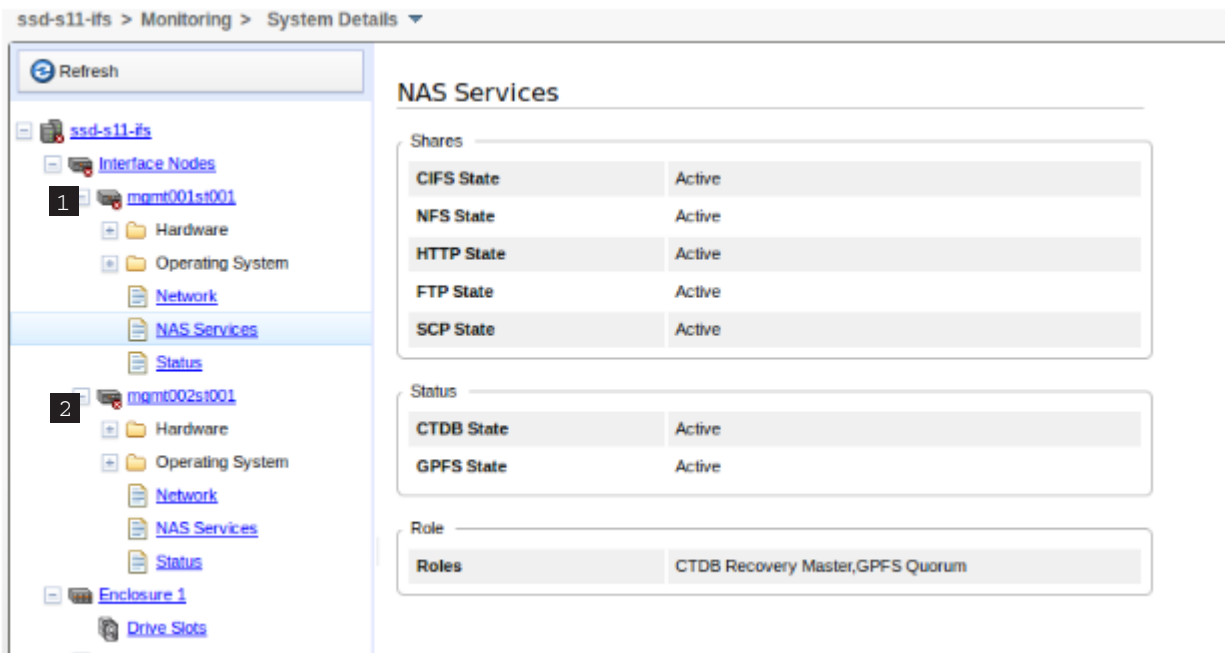 ssd-s11-ifs > Monitoring > System Details
Refresh
ssd-s11-ifs
Interface Nodes
1 mgmt001st001
Hardware
Operating System
Network
NAS Services
Status
2 mgmt002st001
Hardware
Operating System
Network
NAS Services
Status
Enclosure 1
Drive Slots
NAS Services
Shares
CIFS State Active
NFS State Active
HTTP State Active
FTP State Active
SCP State Active
Status
CTDB State Active
GPFS State Active
Role
Roles CTDB Recovery Master,GPFS Quorum